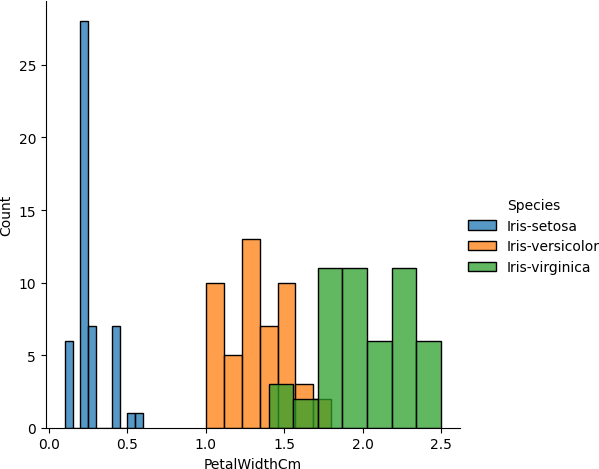 25
20
15
10
5
0
Count
0.0 0.5 1.0 1.5 2.0 2.5
PetalWidthCm
Species
Iris-setosa
Iris-versicolor
Iris-virginica